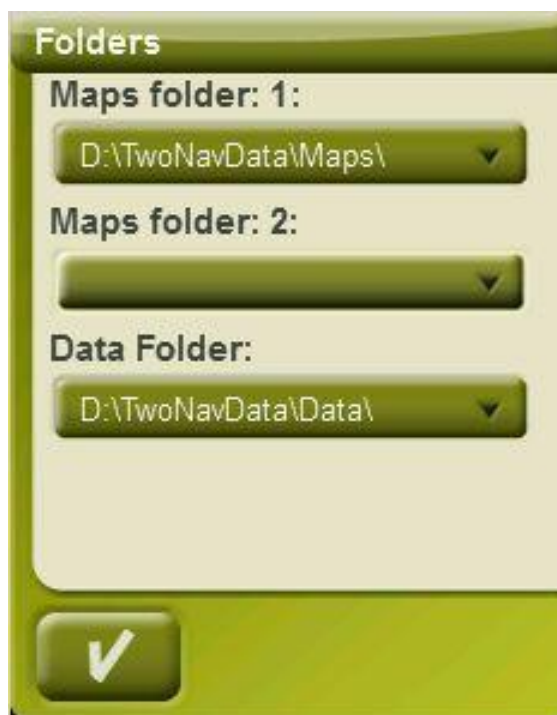 Folders
Maps folder: 1:
D:\TwoNavData\Maps\
Maps folder: 2:
Data Folder:
D:\TwoNavData\Data\